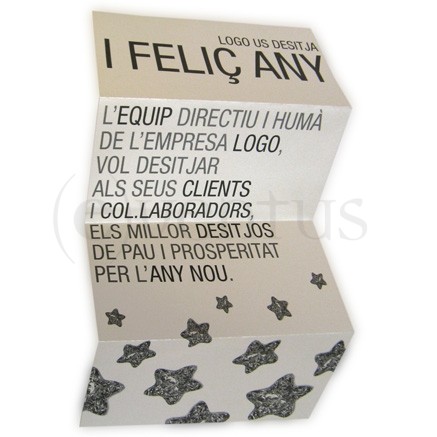 LOGO US DESITJA
I FELIÇ ANY
L'EQUIP DIRECTIU I HUMÀ
DE L'EMPRESA LOGO,
VOL DESITJAR
ALS SEUS CLIENTS
I COL.LABORADORS,
ELS MILLOR DESITJOS
DE PAU I PROSPERITAT
PER L'ANY NOU.